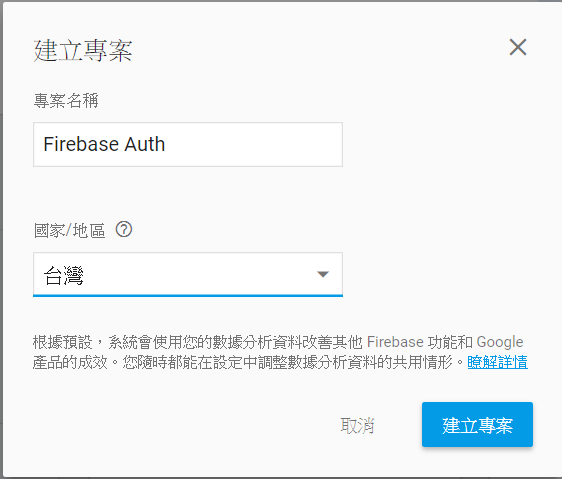 建立專案
專案名稱
Firebase Auth
國家/地區
台灣
根據預設，系統會使用您的數據分析資料改善其他 Firebase 功能和 Google
產品的成效。您隨時都能在設定中調整數據分析資料的共用情形。瞭解詳情
取消
建立專案